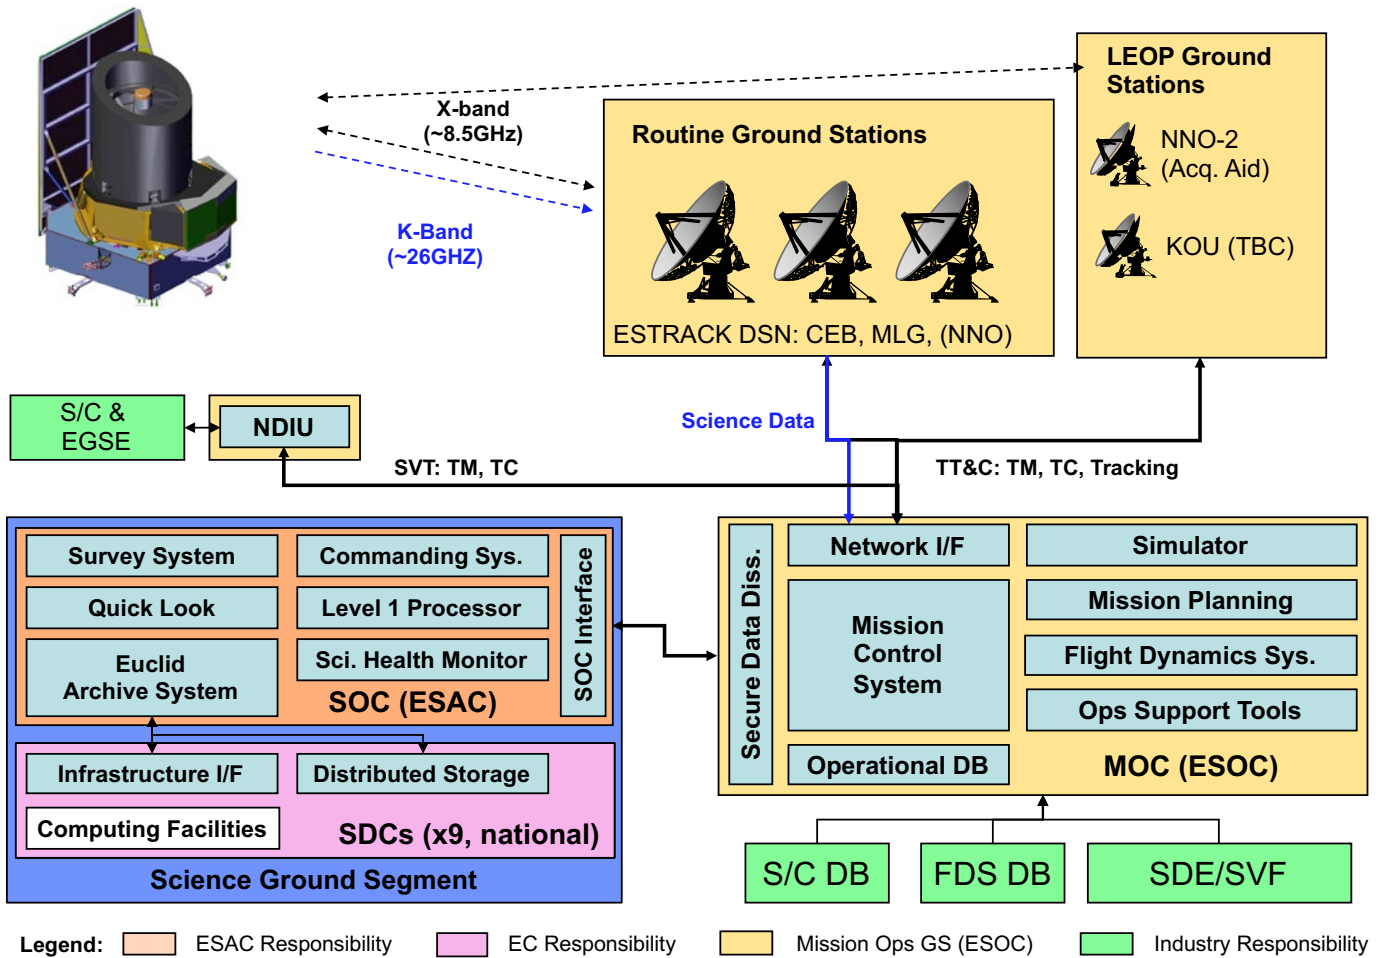 LEOP Ground
Stations
NNO-2
(Acq. Aid)
KOU (TBC)
X-band
(~8.5GHz)
K-Band
(~26GHZ)
Routine Ground Stations
ESTRACK DSN: CEB, MLG, (NNO)
S/C &
EGSE
NDIU
Science Data
SVT: TM, TC
TT&C: TM, TC, Tracking
Survey System
Commanding Sys.
Quick Look
Level 1 Processor
Euclid
Archive System
Sci. Health Monitor
SOC (ESAC)
SOC Interface
Infrastructure I/F
Distributed Storage
Computing Facilities
SDCs (x9, national)
Science Ground Segment
Secure Data Diss.
Network I/F
Mission
Control
System
Operational DB
Simulator
Mission Planning
Flight Dynamics Sys.
Ops Support Tools
MOC (ESOC)
S/C DB
FDS DB
SDE/SVF
Legend:
ESAC Responsibility
EC Responsibility
Mission Ops GS (ESOC)
Industry Responsibility